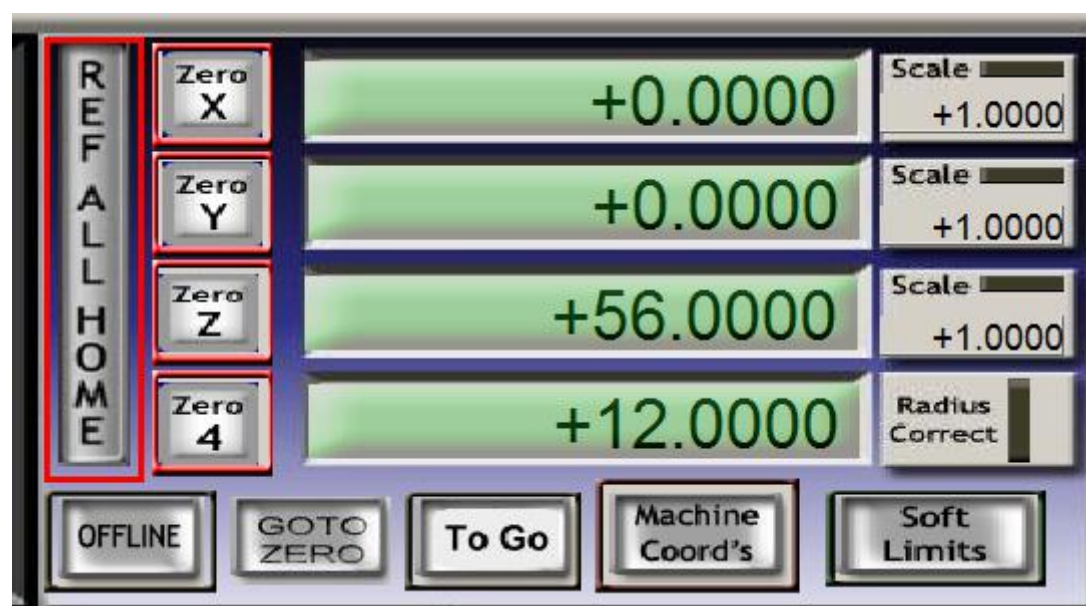 REF ALL HOME
Zero
X
+0.0000
Scale
+1.0000
Zero
Y
+0.0000
Scale
+1.0000
Zero
Z
+56.0000
Scale
+1.0000
Zero
4
+12.0000
Radius
Correct
OFFLINE
GOTO
ZERO
To Go
Machine
Coord's
Soft
Limits